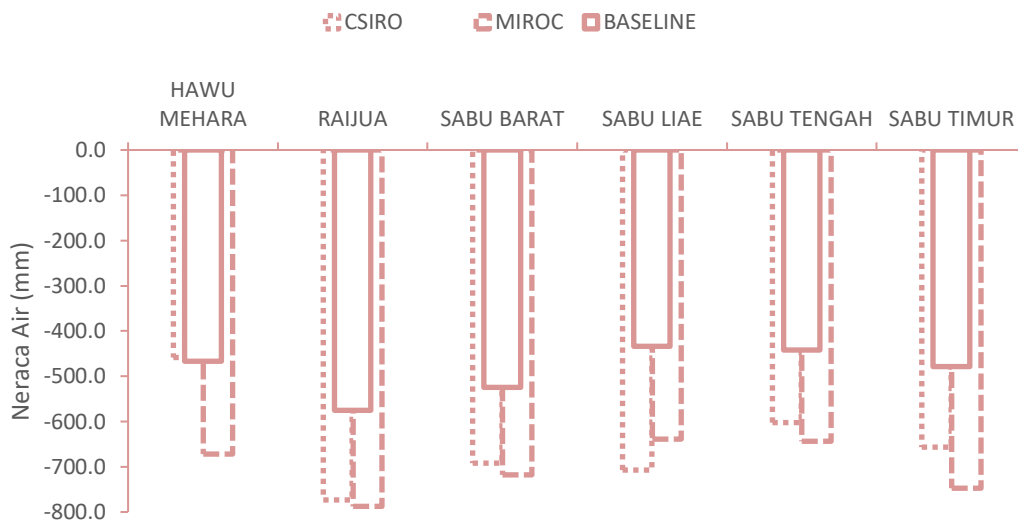 CSIRO MIROC BASELINE
HAWU
MEHARA RAIJUA SABU BARAT SABU LIAE SABU TENGAH SABU TIMUR
0.0
-100.0
-200.0
-300.0
-400.0
-500.0
-600.0
-700.0
-800.0
Neraca Air (mm)